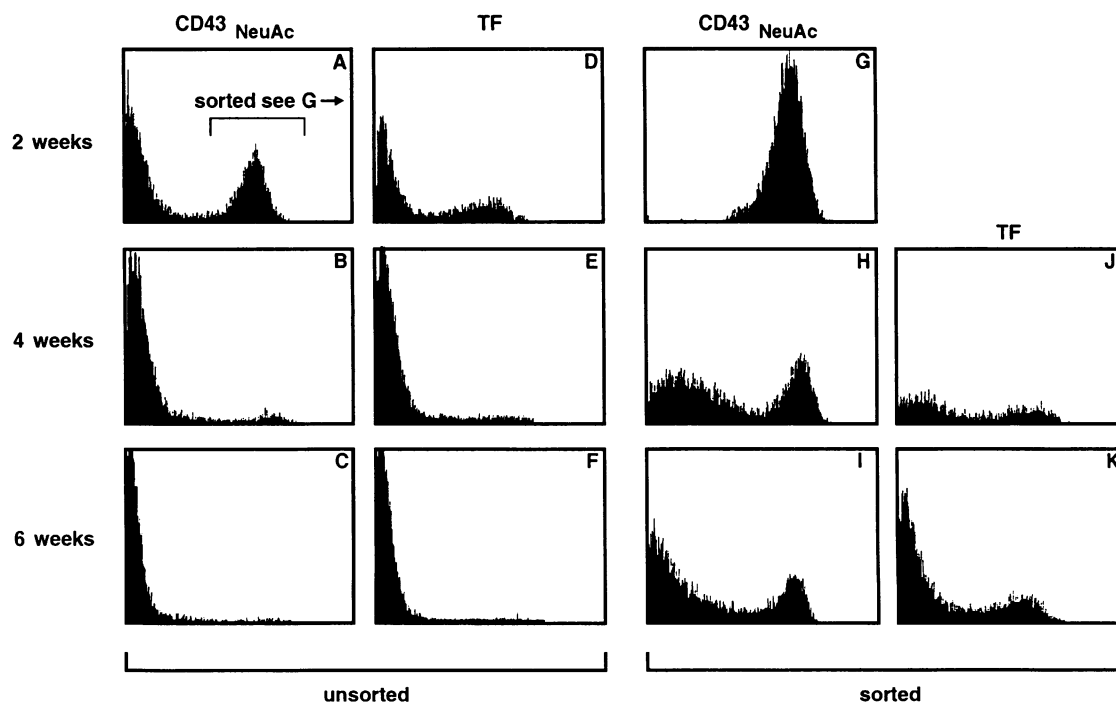 CD43 NeuAc
TF
CD43 NeuAc
A
sorted see G →
D
G
2 weeks
TF
B
E
H
J
4 weeks
C
F
I
K
6 weeks
unsorted
sorted